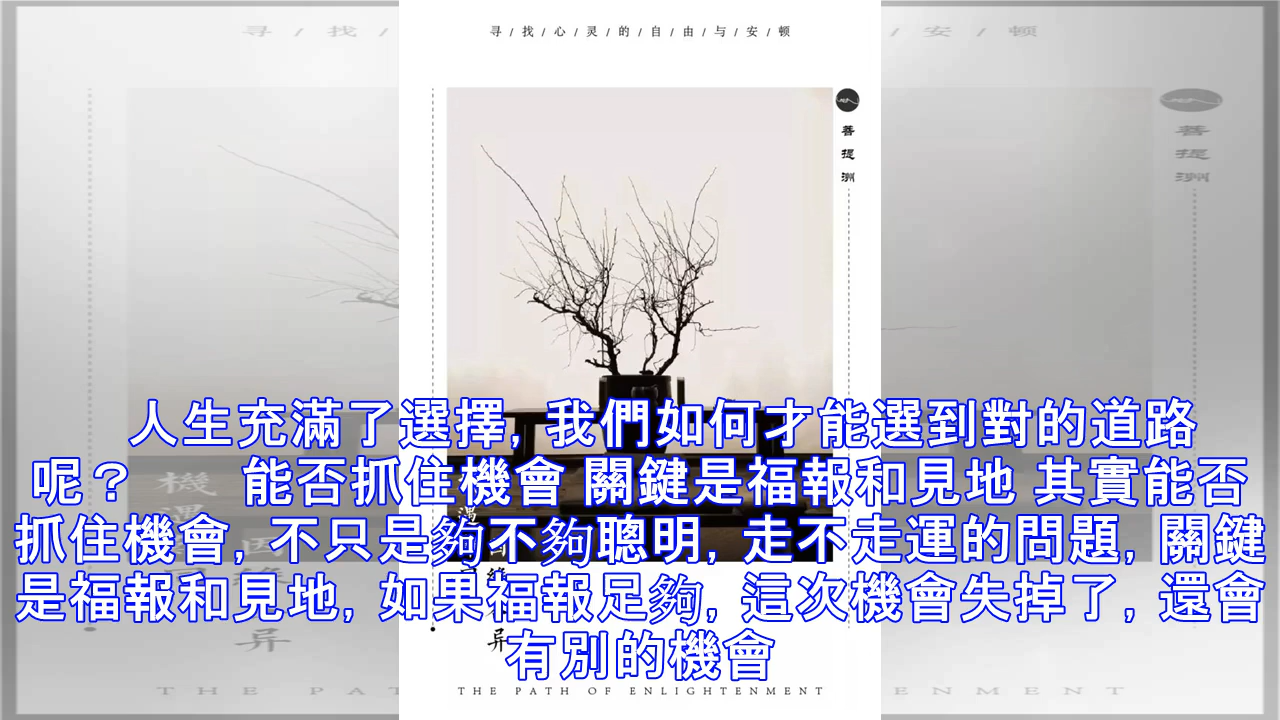 寻/找/心/灵/的/自/由/与/安/顿
菩提洲
人生充滿了選擇, 我們如何才能選到對的道路
呢？ 能否抓住機會 關鍵是福報和見地 其實能否
抓住機會, 不只是夠不夠聰明, 走不走運的問題, 關鍵
是福報和見地, 如果福報足夠, 這次機會失掉了, 還會
有別的機會
THE PATH OF ENLIGHTENMENT